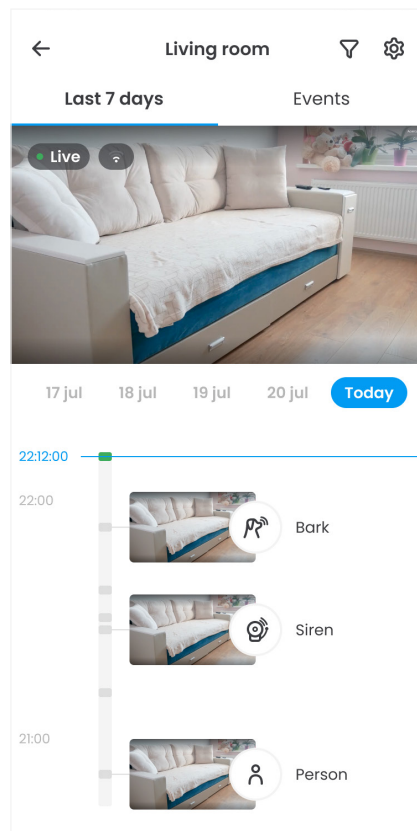 Living room
Last 7 days Events
Live
17 jul 18 jul 19 jul 20 jul Today
22:12:00
22:00
Bark
Siren
21:00
Person